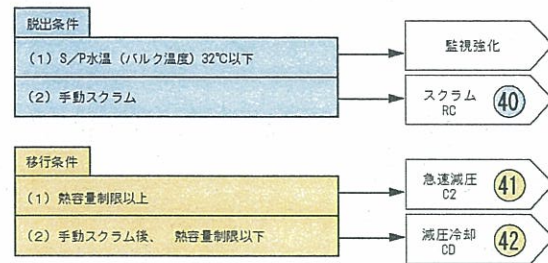 脱出条件
(1) S/P水温 (バルク温度) 32℃以下
監視強化
(2) 手動スクラム
スクラム
RC
40
移行条件
(1) 熱容量制限以上
急速減圧
C2
41
(2) 手動スクラム後、 熱容量制限以下
減圧冷却
CD
42